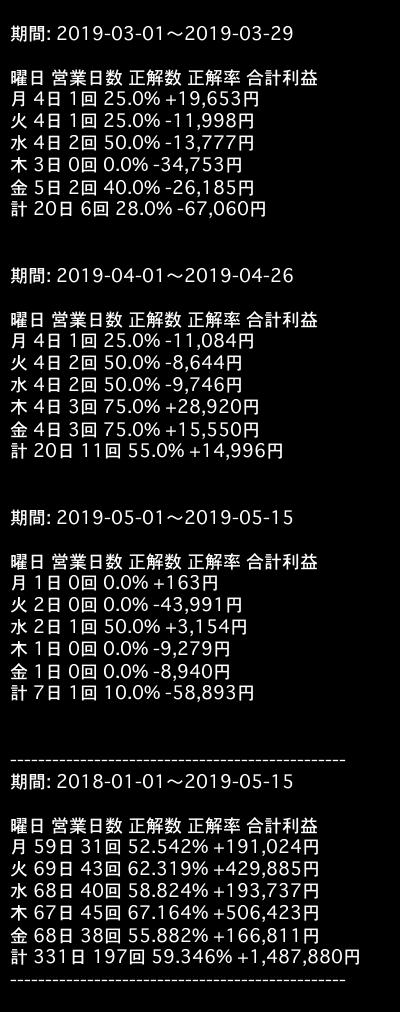 期間: 2019-03-01〜2019-03-29
曜日 営業日数 正解数 正解率 合計利益
月 4日 1回 25.0% +19,653円
火 4日 1回 25.0% -11,998円
水 4日 2回 50.0% -13,777円
木 3日 0回 0.0% -34,753円
金 5日 2回 40.0% -26,185円
計 20日 6回 28.0% -67,060円
期間: 2019-04-01〜2019-04-26
曜日 営業日数 正解数 正解率 合計利益
月 4日 1回 25.0% -11,084円
火 4日 2回 50.0% -8,644円
水 4日 2回 50.0% -9,746円
木 4日 3回 75.0% +28,920円
金 4日 3回 75.0% +15,550円
計 20日 11回 55.0% +14,996円
期間: 2019-05-01〜2019-05-15
曜日 営業日数 正解数 正解率 合計利益
月 1日 0回 0.0% +163円
火 2日 0回 0.0% -43,991円
水 2日 1回 50.0% +3,154円
木 1日 0回 0.0% -9,279円
金 1日 0回 0.0% -8,940円
計 7日 1回 10.0% -58,893円
------------------------------------------------
期間: 2018-01-01〜2019-05-15
曜日 営業日数 正解数 正解率 合計利益
月 59日 31回 52.542% +191,024円
火 69日 43回 62.319% +429,885円
水 68日 40回 58.824% +193,737円
木 67日 45回 67.164% +506,423円
金 68日 38回 55.882% +166,811円
計 331日 197回 59.346% +1,487,880円
------------------------------------------------